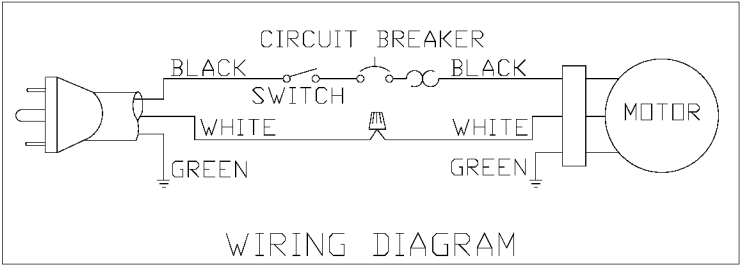 CIRCUIT BREAKER
BLACK
BLACK
SWITCH
MOTOR
WHITE
WHITE
GREEN
GREEN
WIRING DIAGRAM